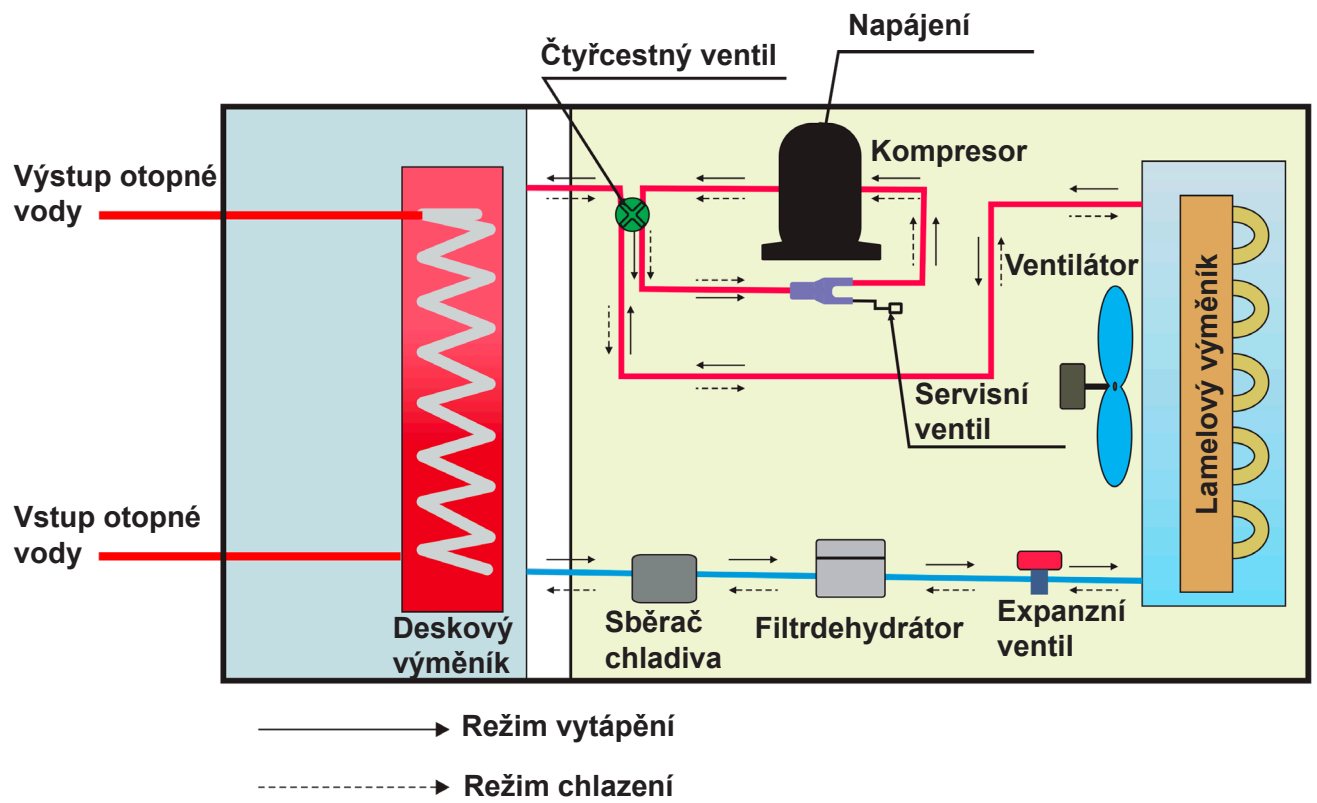 Napájení
Čtyřcestný ventil
Kompresor
Výstup otopné
vody
Ventilátor
Lamelový výměník
Servisní
ventil
Vstup otopné
vody
Deskový
výměník
Sběrač
chladiva
Filtrdehydrátor
Expanzní
ventil
Režim vytápění
Režim chlazení